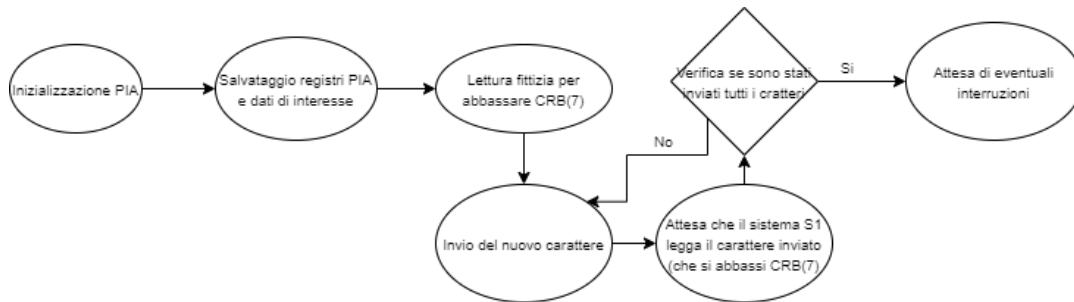 Inizializzazione PIA
Salvataggio registri PIA
e dati di interesse
Lettura fittizia per
abbassare CRB(7)
Verifica se sono stati
inviati tutti i cratteri
Si
Attesa di eventuali
interruzioni
No
Invio del nuovo carattere
Attesa che il sistema S1
legga il carattere inviato
(che si abbassi CRB(7)